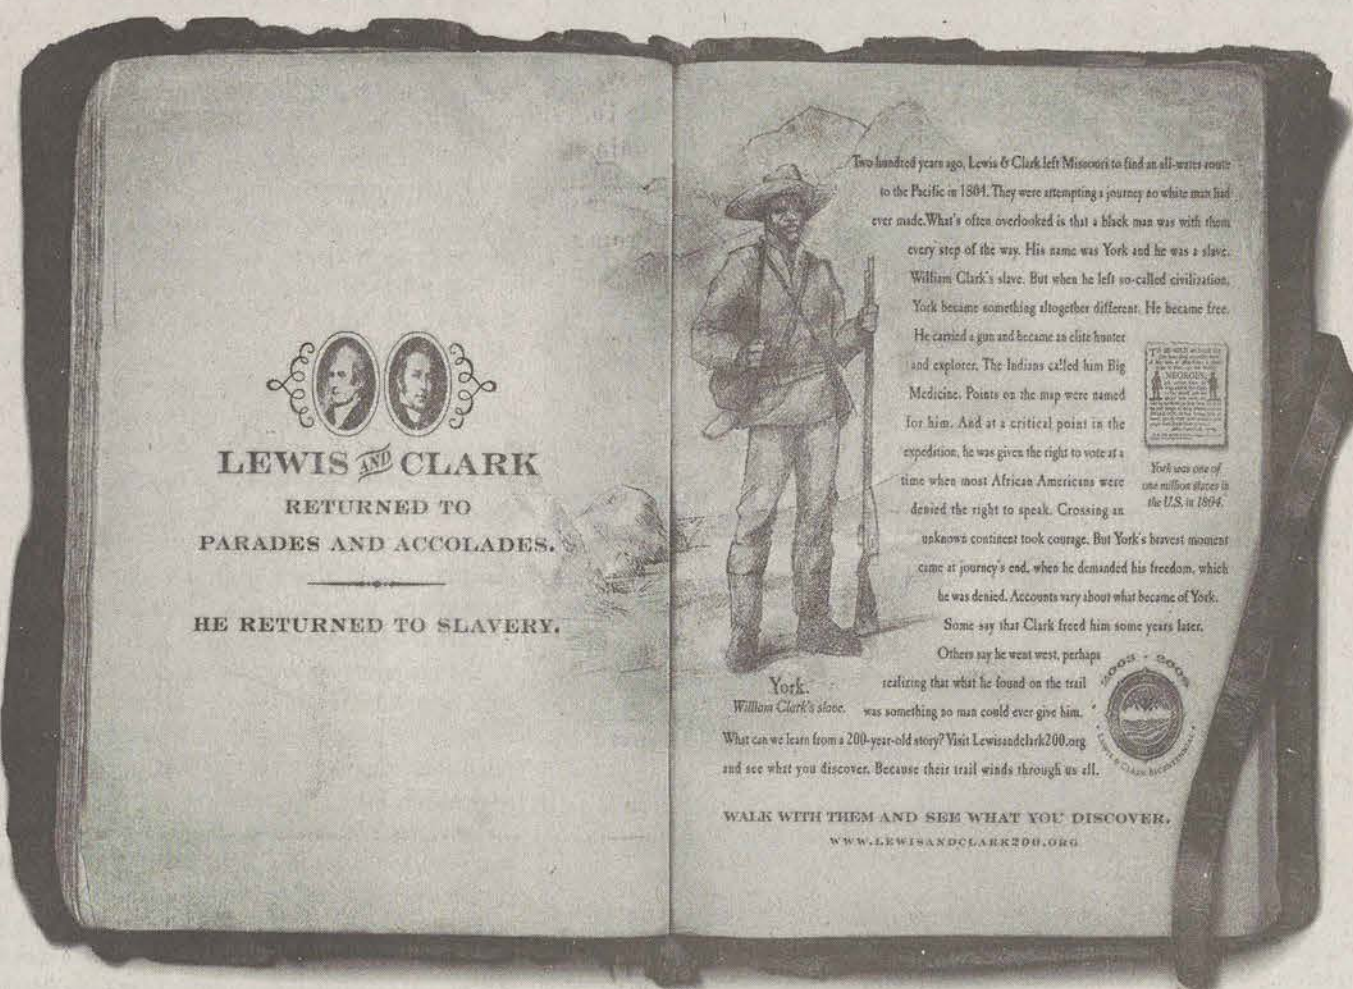 LEWIS AND CLARK
RETURNED TO
PARADES AND ACCOLADES.
HE RETURNED TO SLAVERY.
Two hundred years ago, Lewis & Clark left Missouri to find an all-water route
to the Pacific in 1804. They were attempting a journey no white man had
ever made. What's often overlooked is that a black man was with them
every step of the way. His name was York and he was a slave.
William Clark's slave. But when he left so-called civilization,
York became something altogether different. He became free.
He carried a gun and became an elite hunter
and explorer. The Indians called him Big
Medicine. Points on the map were named
for him. And at a critical point in the
expedition, he was given the right to vote at a
time when most African Americans were
denied the right to speak. Crossing an
unknown continent took courage. But York's bravest moment
came at journey's end, when he demanded his freedom, which
he was denied. Accounts vary about what became of York.
Some say that Clark freed him some years later.
Others say he went west, perhaps
realizing that what he found on the trail
was something no man could ever give him.
What can we learn from a 200-year-old story? Visit Lewisandclark200.org
and see what you discover. Because their trail winds through us all.
NEGROES,
York was one of
one million slaves in
the U.S. in 1804.
York.
William Clark's slave.
2003 · 2006
LEWIS & CLARK BICENTENNIAL
WALK WITH THEM AND SEE WHAT YOU DISCOVER.
WWW.LEWISANDCLARK200.ORG